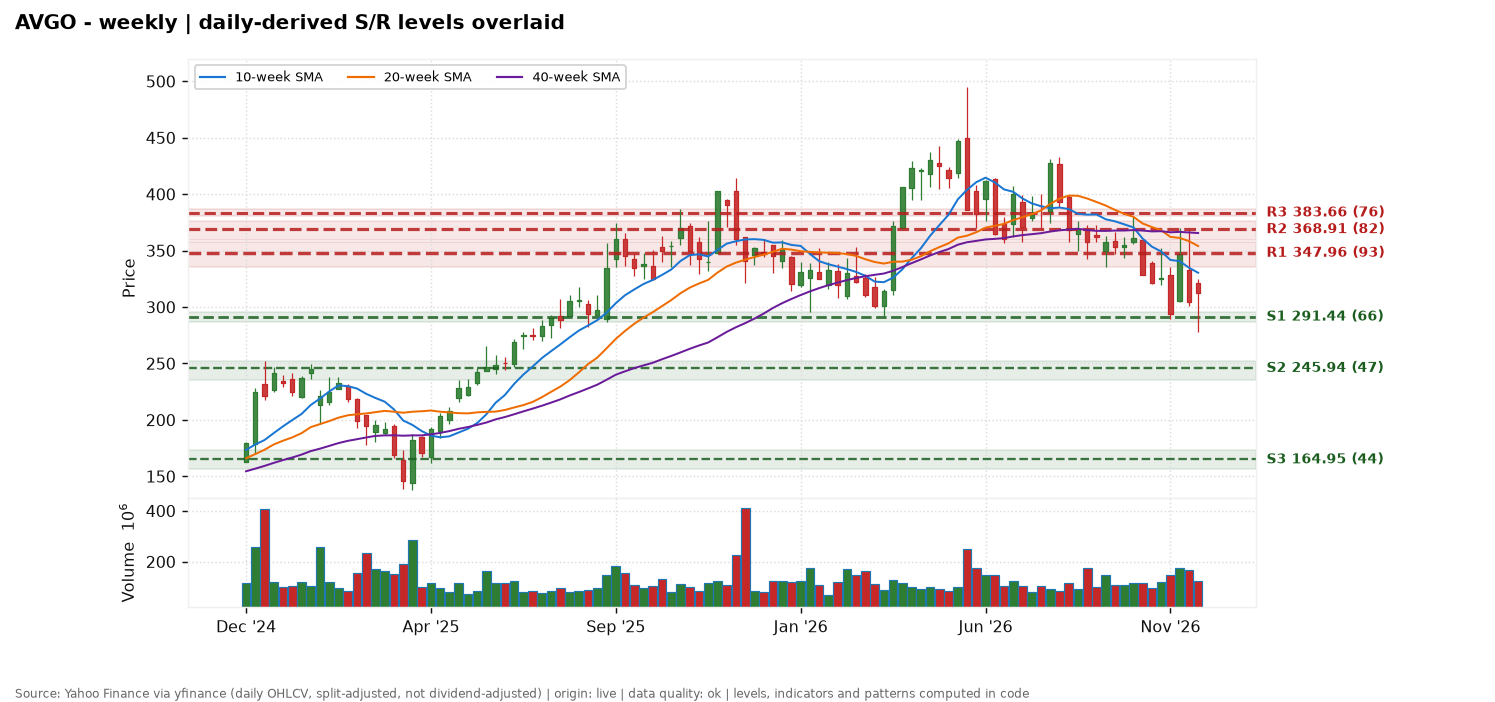 AVGO - weekly | daily-derived S/R levels overlaid
10-week SMA 20-week SMA 40-week SMA
Price
500
450
400
350
300
250
200
150
R3 383.66 (76)
R2 368.91 (82)
R1 347.96 (93)
S1 291.44 (66)
S2 245.94 (47)
S3 164.95 (44)
Volume 10⁶
400
200
Dec '24 Apr '25 Sep '25 Jan '26 Jun '26 Nov '26
Source: Yahoo Finance via yfinance (daily OHLCV, split-adjusted, not dividend-adjusted) | origin: live | data quality: ok | levels, indicators and patterns computed in code